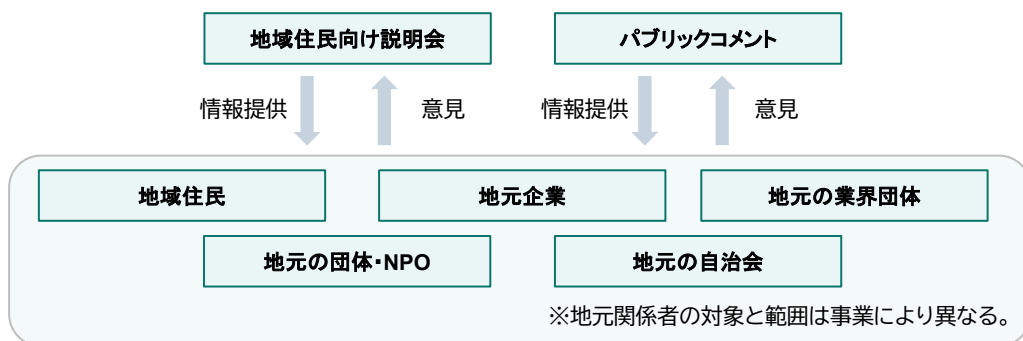 地域住民向け説明会
パブリックコメント
情報提供
意見
情報提供
意見
地域住民
地元企業
地元の業界団体
地元の団体・NPO
地元の自治会
※地元関係者の対象と範囲は事業により異なる。